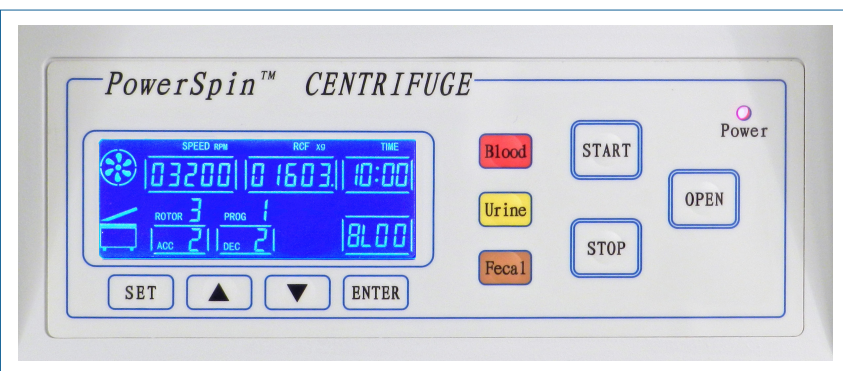 PowerSpin™ CENTRIFUGE
SPEED RPM RCF xg TIME
03200 01603. 10:00
ROTOR 3 PROG 1
ACC 2 DEC 2 BLOO
SET ▲ ▼ ENTER
Blood
Urine
Fecal
START
STOP
OPEN
Power